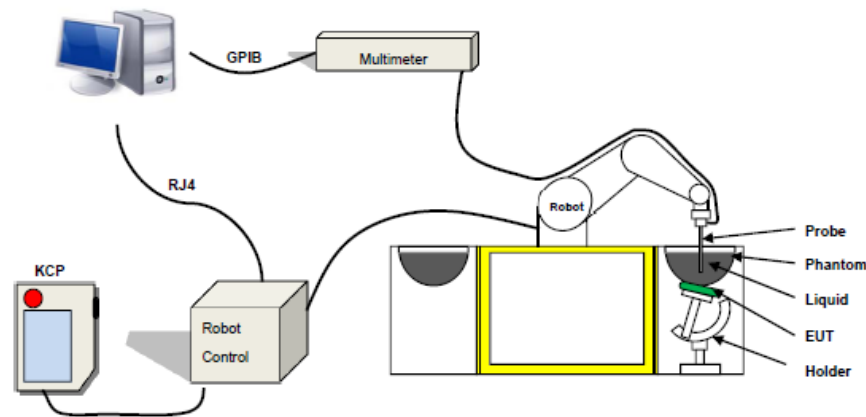 GPIB
Multimeter
RJ4
Robot
Probe
Phantom
Liquid
EUT
Holder
KCP
Robot
Control